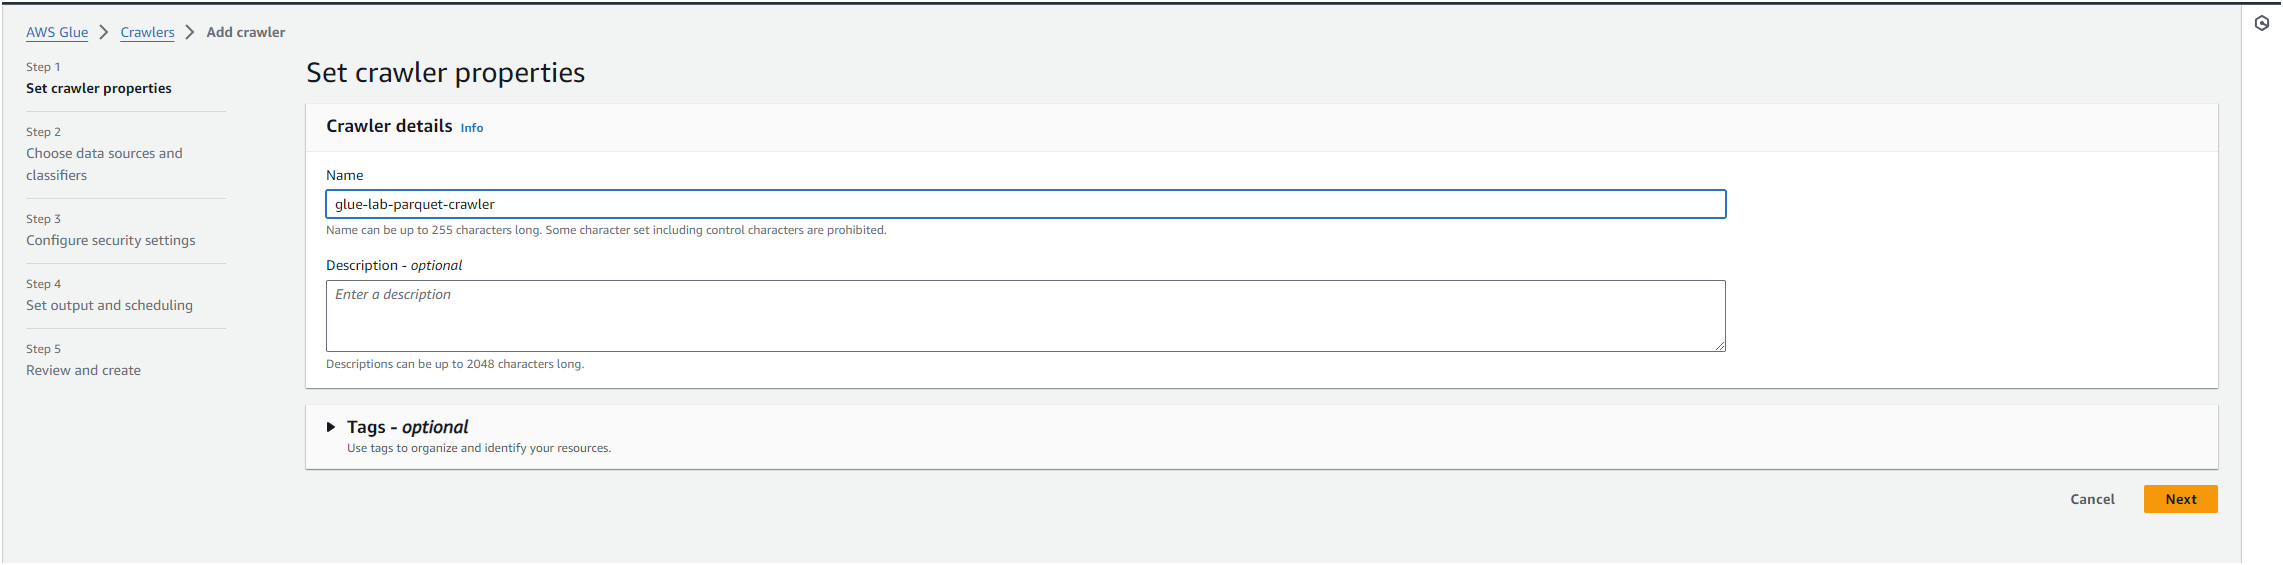 AWS Glue > Crawlers > Add crawler
Step 1
Set crawler properties
Step 2
Choose data sources and
classifiers
Step 3
Configure security settings
Step 4
Set output and scheduling
Step 5
Review and create
Set crawler properties
Crawler details Info
Name
glue-lab-parquet-crawler
Name can be up to 255 characters long. Some character set including control characters are prohibited.
Description - optional
Enter a description
Descriptions can be up to 2048 characters long.
Tags - optional
Use tags to organize and identify your resources.
Cancel Next